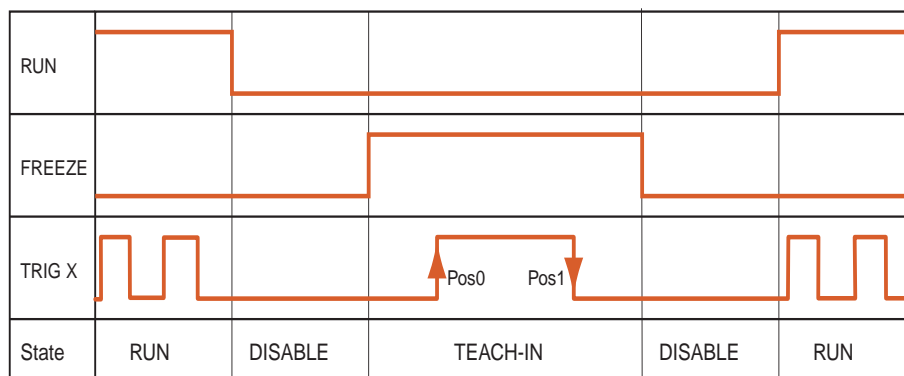 RUN
FREEZE
TRIG X
Pos0 Pos1
State RUN DISABLE TEACH-IN DISABLE RUN